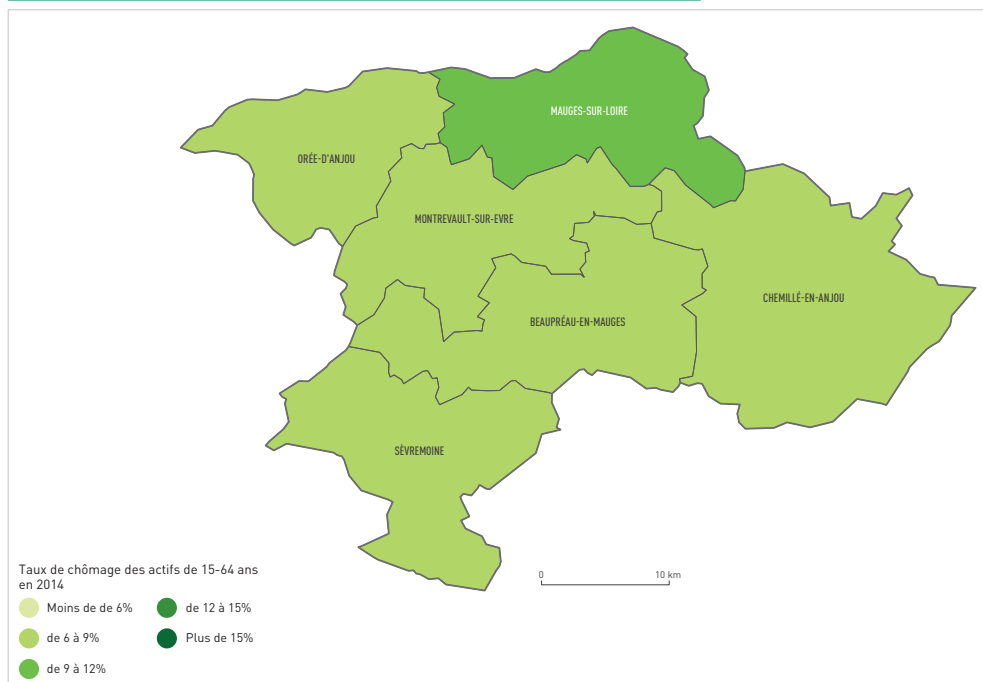 MAUGES-SUR-LOIRE
ORÉE-D'ANJOU
MONTREVAULT-SUR-EVRE
CHEMILLÉ-EN-ANJOU
BEAUPRÉAU-EN-MAUGES
SÈVREMOINE
0 10 km
Taux de chômage des actifs de 15-64 ans
en 2014
Moins de de 6%
de 12 à 15%
de 6 à 9%
Plus de 15%
de 9 à 12%